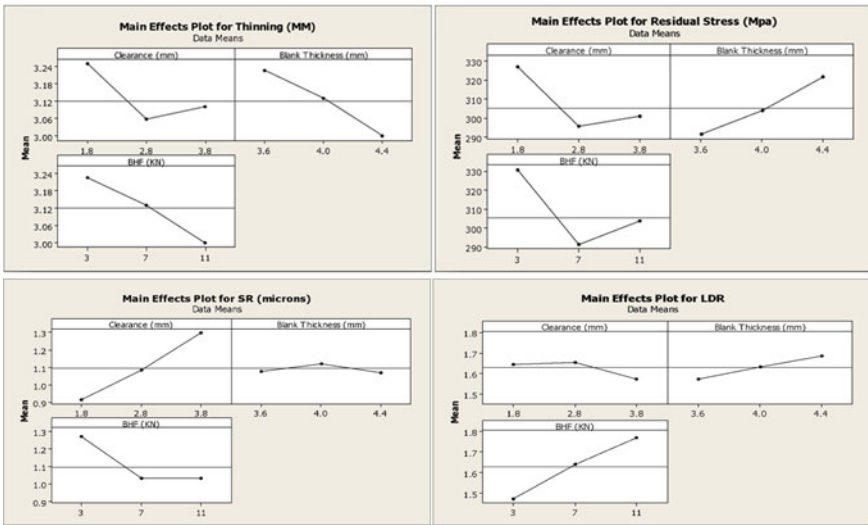 Main Effects Plot for Thinning (MM)
Data Means
Clearance (mm) Blank Thickness (mm)
3.24
3.18
3.12
3.06
3.00
1.8 2.8 3.8 3.6 4.0 4.4
BHF (KN)
3.24
3.18
3.12
3.06
3.00
3 7 11
Mean
Main Effects Plot for Residual Stress (Mpa)
Data Means
Clearance (mm) Blank Thickness (mm)
330
320
310
300
290
1.8 2.8 3.8 3.6 4.0 4.4
BHF (KN)
330
320
310
300
290
3 7 11
Mean
Main Effects Plot for SR (microns)
Data Means
Clearance (mm) Blank Thickness (mm)
1.3
1.2
1.1
1.0
0.9
1.8 2.8 3.8 3.6 4.0 4.4
BHF (KN)
1.3
1.2
1.1
1.0
0.9
3 7 11
Mean
Main Effects Plot for LDR
Data Means
Clearance (mm) Blank Thickness (mm)
1.8
1.7
1.6
1.5
1.8 2.8 3.8 3.6 4.0 4.4
BHF (KN)
1.8
1.7
1.6
1.5
3 7 11
Mean